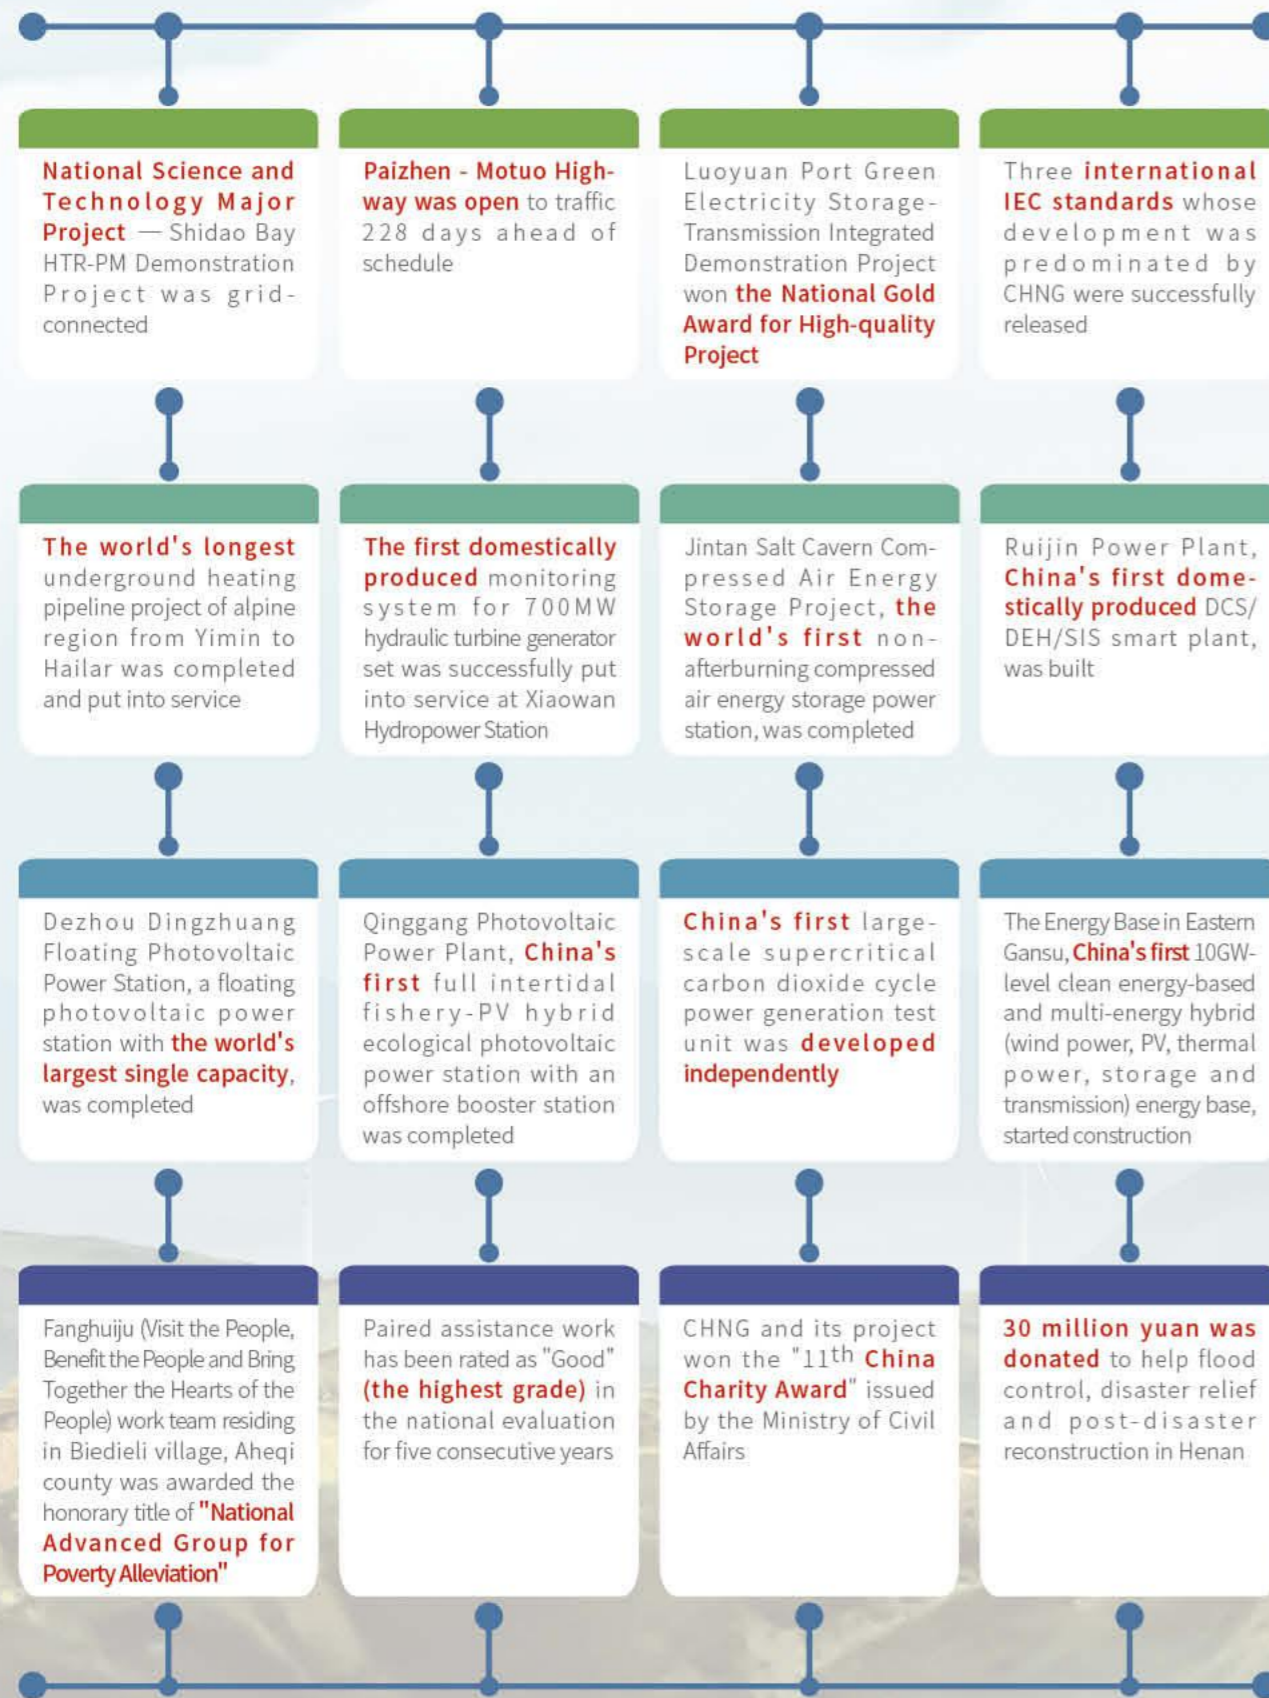 National Science and
Technology Major
Project — Shidao Bay
HTR-PM Demonstration
Project was grid-
connected
Paizhen - Motuo High-
way was open to traffic
228 days ahead of
schedule
Luoyuan Port Green
Electricity Storage-
Transmission Integrated
Demonstration Project
won the National Gold
Award for High-quality
Project
Three international
IEC standards whose
development was
predominated by
CHNG were successfully
released
The world's longest
underground heating
pipeline project of alpine
region from Yimin to
Hailar was completed
and put into service
The first domestically
produced monitoring
system for 700MW
hydraulic turbine generator
set was successfully put
into service at Xiaowan
Hydropower Station
Jintan Salt Cavern Com-
pressed Air Energy
Storage Project, the
world's first non-
afterburning compressed
air energy storage power
station, was completed
Ruijin Power Plant,
China's first dome-
stically produced DCS/
DEH/SIS smart plant,
was built
Dezhou Dingzhuang
Floating Photovoltaic
Power Station, a floating
photovoltaic power
station with the world's
largest single capacity,
was completed
Qinggang Photovoltaic
Power Plant, China's
first full intertidal
fishery-PV hybrid
ecological photovoltaic
power station with an
offshore booster station
was completed
China's first large-
scale supercritical
carbon dioxide cycle
power generation test
unit was developed
independently
The Energy Base in Eastern
Gansu, China's first 10GW-
level clean energy-based
and multi-energy hybrid
(wind power, PV, thermal
power, storage and
transmission) energy base,
started construction
Fanghuiju (Visit the People,
Benefit the People and Bring
Together the Hearts of the
People) work team residing
in Biedieli village, Aheqi
county was awarded the
honorary title of "National
Advanced Group for
Poverty Alleviation"
Paired assistance work
has been rated as "Good"
(the highest grade) in
the national evaluation
for five consecutive years
CHNG and its project
won the "11th China
Charity Award" issued
by the Ministry of Civil
Affairs
30 million yuan was
donated to help flood
control, disaster relief
and post-disaster
reconstruction in Henan